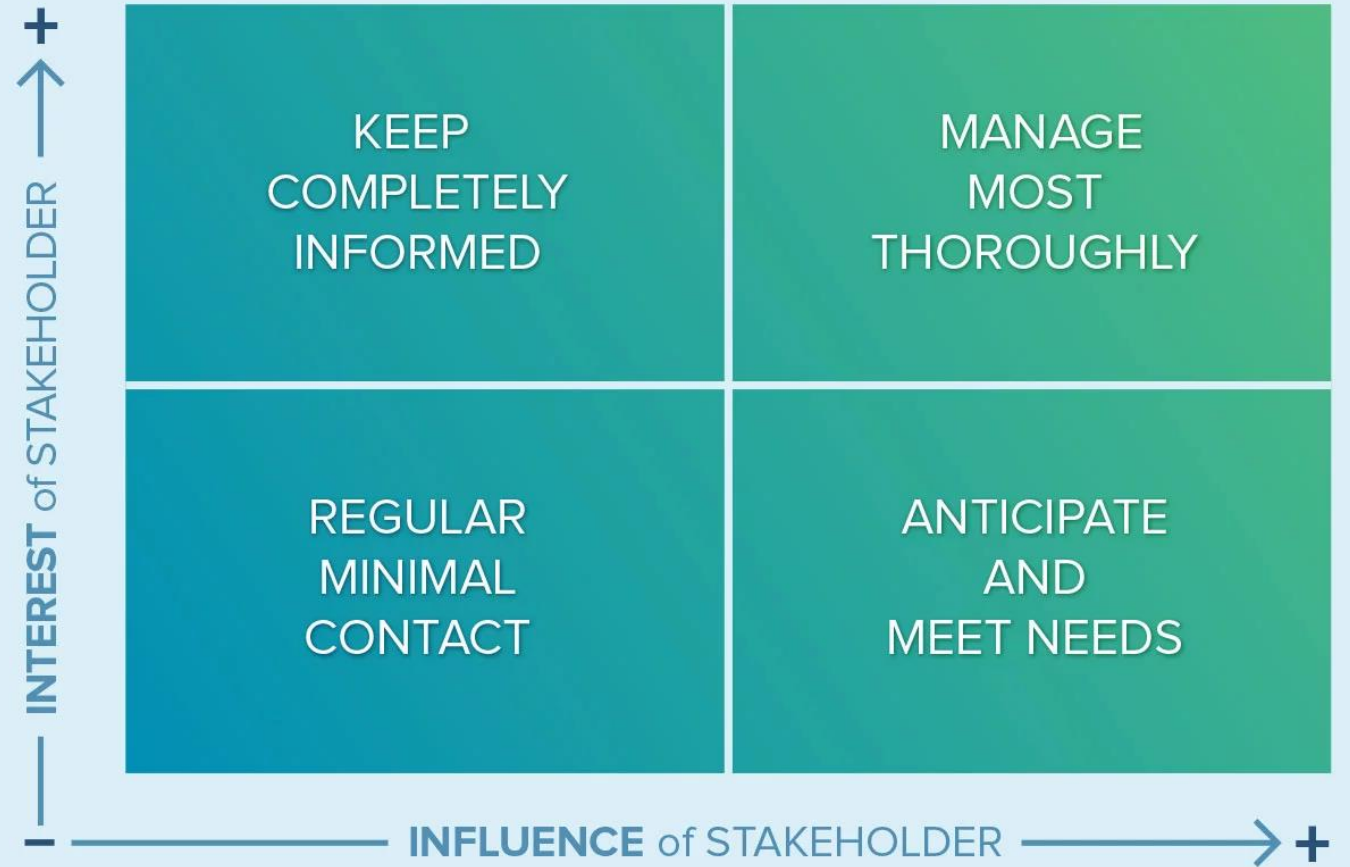 +
KEEP
COMPLETELY
INFORMED
MANAGE
MOST
THOROUGHLY
INTEREST of STAKEHOLDER
REGULAR
MINIMAL
CONTACT
ANTICIPATE
AND
MEET NEEDS
–
INFLUENCE of STAKEHOLDER
+